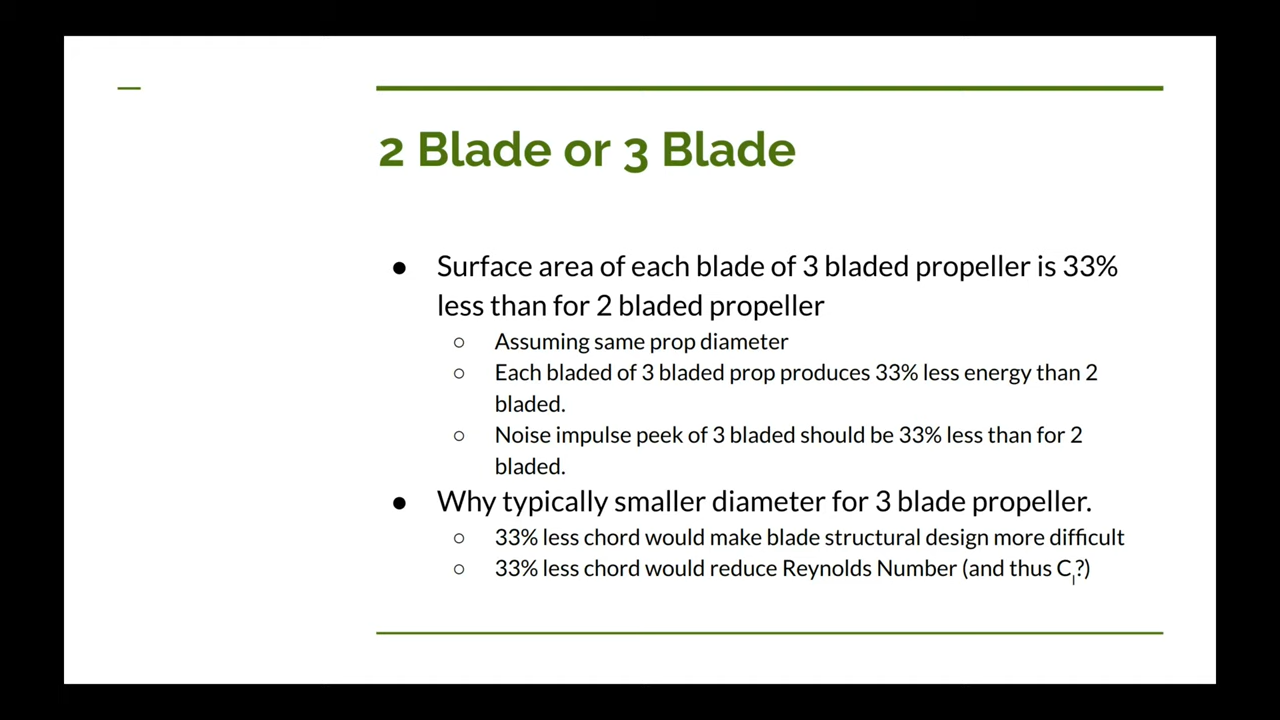 2 Blade or 3 Blade
● Surface area of each blade of 3 bladed propeller is 33%
less than for 2 bladed propeller
○ Assuming same prop diameter
○ Each bladed of 3 bladed prop produces 33% less energy than 2
bladed.
○ Noise impulse peek of 3 bladed should be 33% less than for 2
bladed.
● Why typically smaller diameter for 3 blade propeller.
○ 33% less chord would make blade structural design more difficult
○ 33% less chord would reduce Reynolds Number (and thus Cl?)